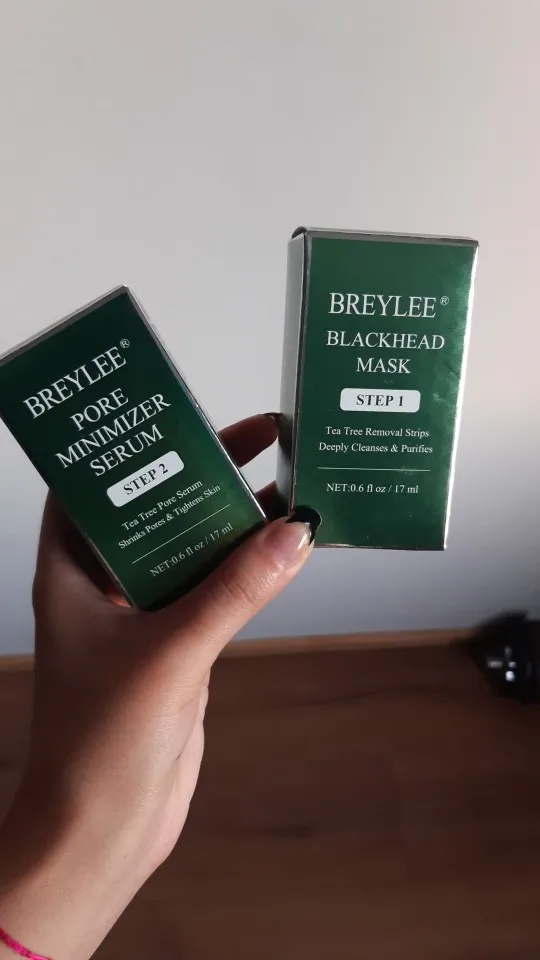 BREYLEE®
PORE
MINIMIZER
SERUM
STEP 2
Tea Tree Pore Serum
Shrinks Pores & Tightens Skin
NET:0.6 fl oz / 17 ml
BREYLEE®
BLACKHEAD
MASK
STEP 1
Tea Tree Removal Strips
Deeply Cleanses & Purifies
NET:0.6 fl oz / 17 ml